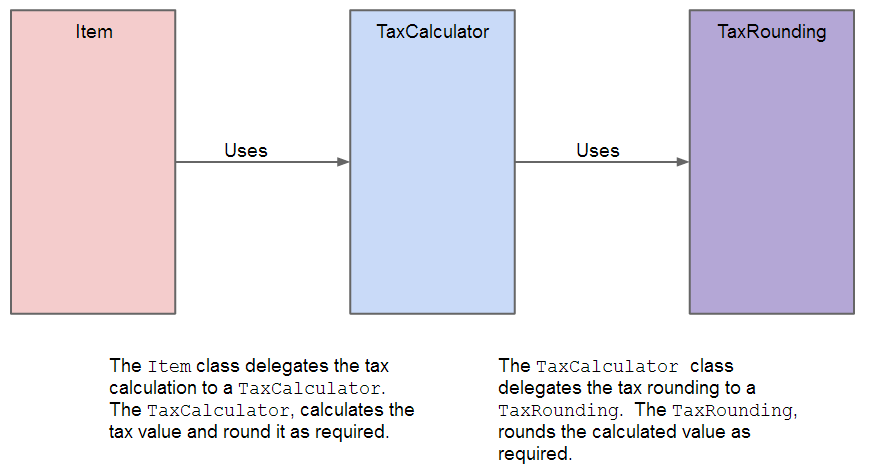 Item
TaxCalculator
TaxRounding
Uses
Uses
The Item class delegates the tax
calculation to a TaxCalculator.
The TaxCalculator, calculates the
tax value and round it as required.
The TaxCalculator class
delegates the tax rounding to a
TaxRounding. The TaxRounding,
rounds the calculated value as
required.